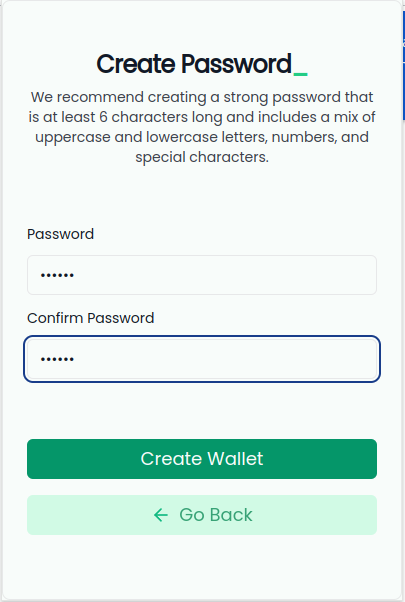 Create Password_
We recommend creating a strong password that
is at least 6 characters long and includes a mix of
uppercase and lowercase letters, numbers, and
special characters.
Password
••••••
Confirm Password
••••••
Create Wallet
← Go Back